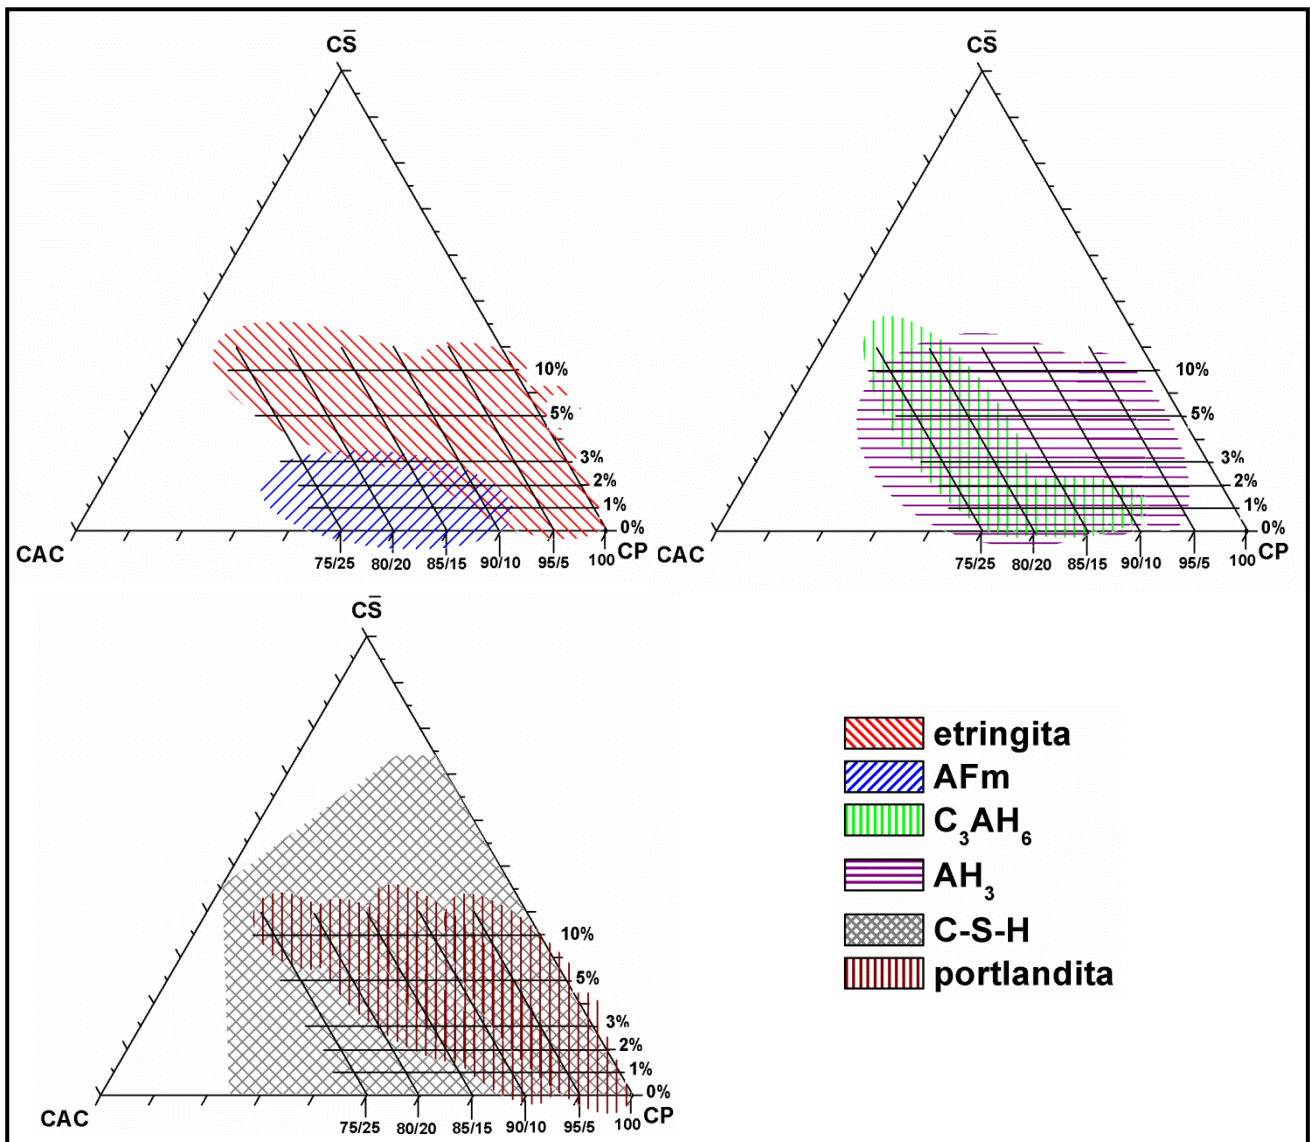 CS̅
10%
5%
3%
2%
1%
0%
CAC
CP
75/25 80/20 85/15 90/10 95/5 100
CS̅
10%
5%
3%
2%
1%
0%
CAC
CP
75/25 80/20 85/15 90/10 95/5 100
CS̅
10%
5%
3%
2%
1%
0%
CAC
CP
75/25 80/20 85/15 90/10 95/5 100
etringita
AFm
C₃AH₆
AH₃
C-S-H
portlandita